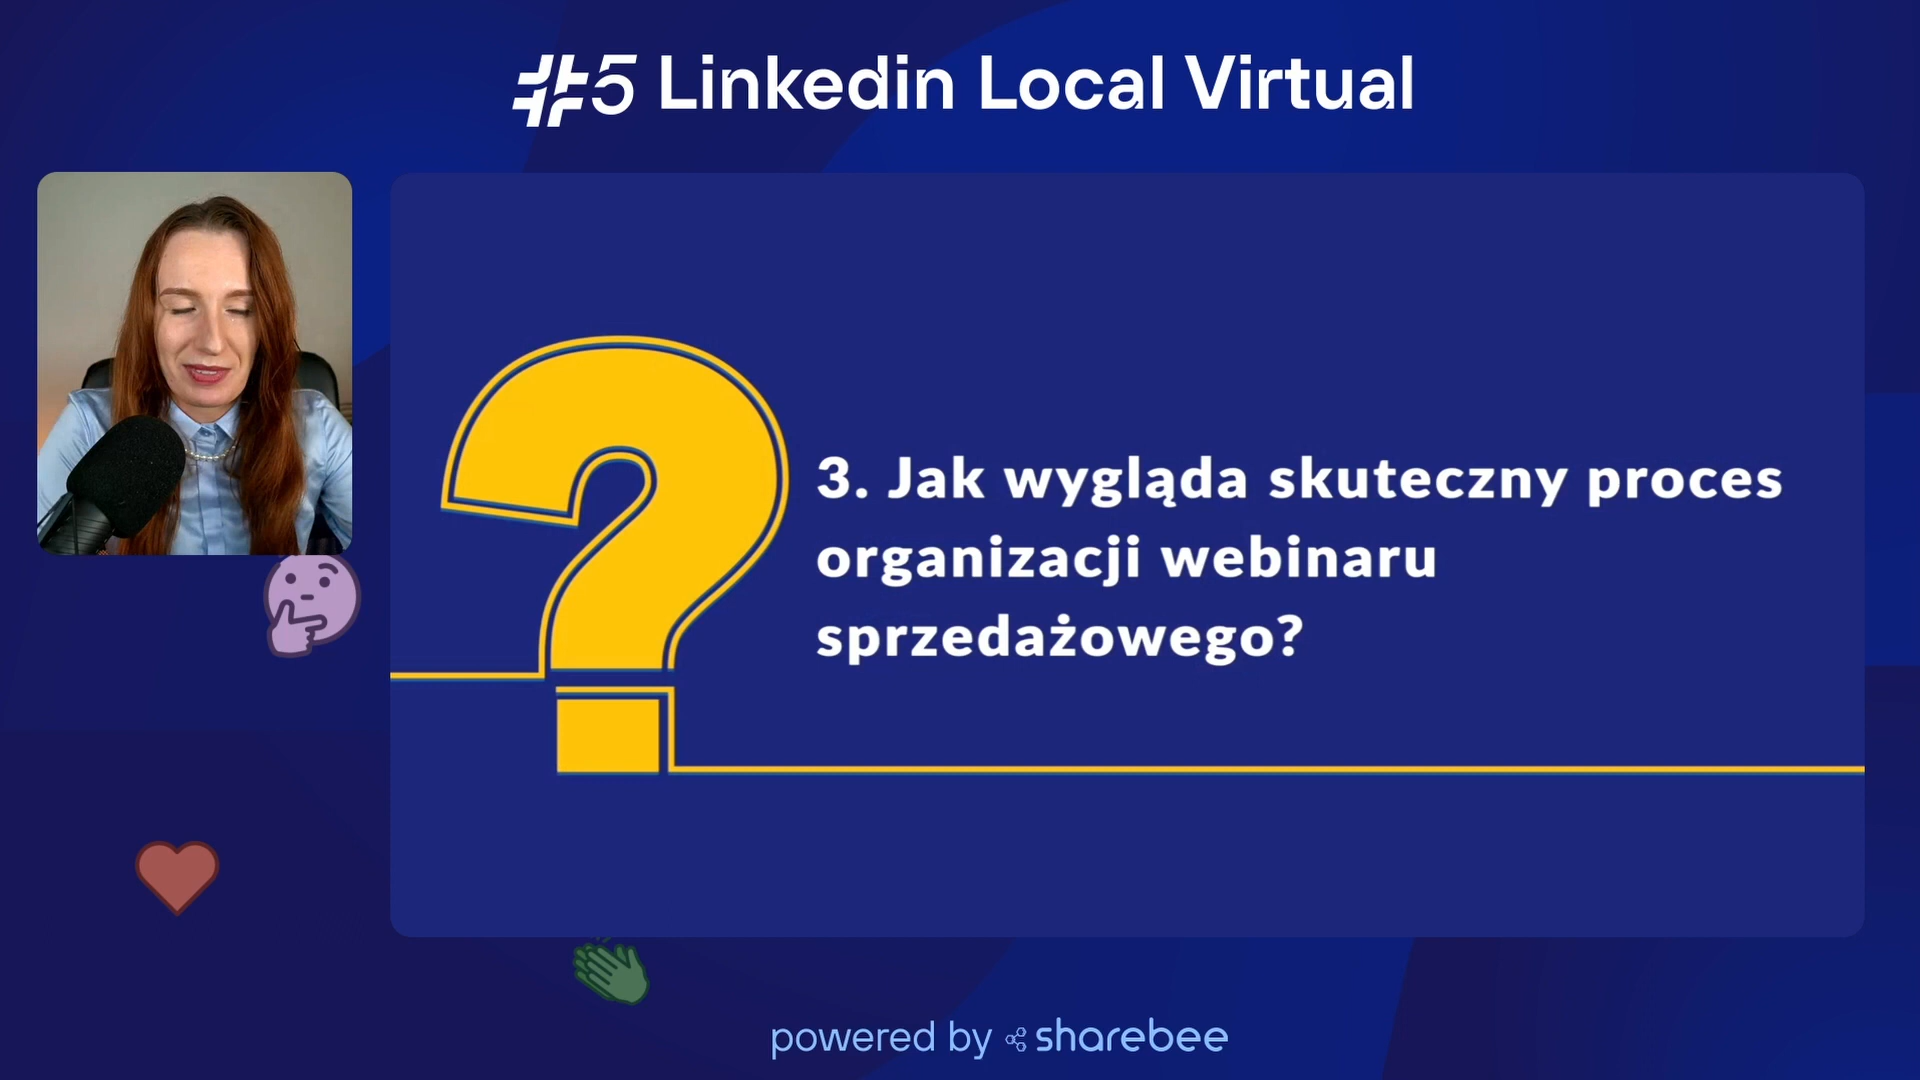 #5 Linkedin Local Virtual
3. Jak wygląda skuteczny proces
organizacji webinaru
sprzedażowego?
powered by sharebee